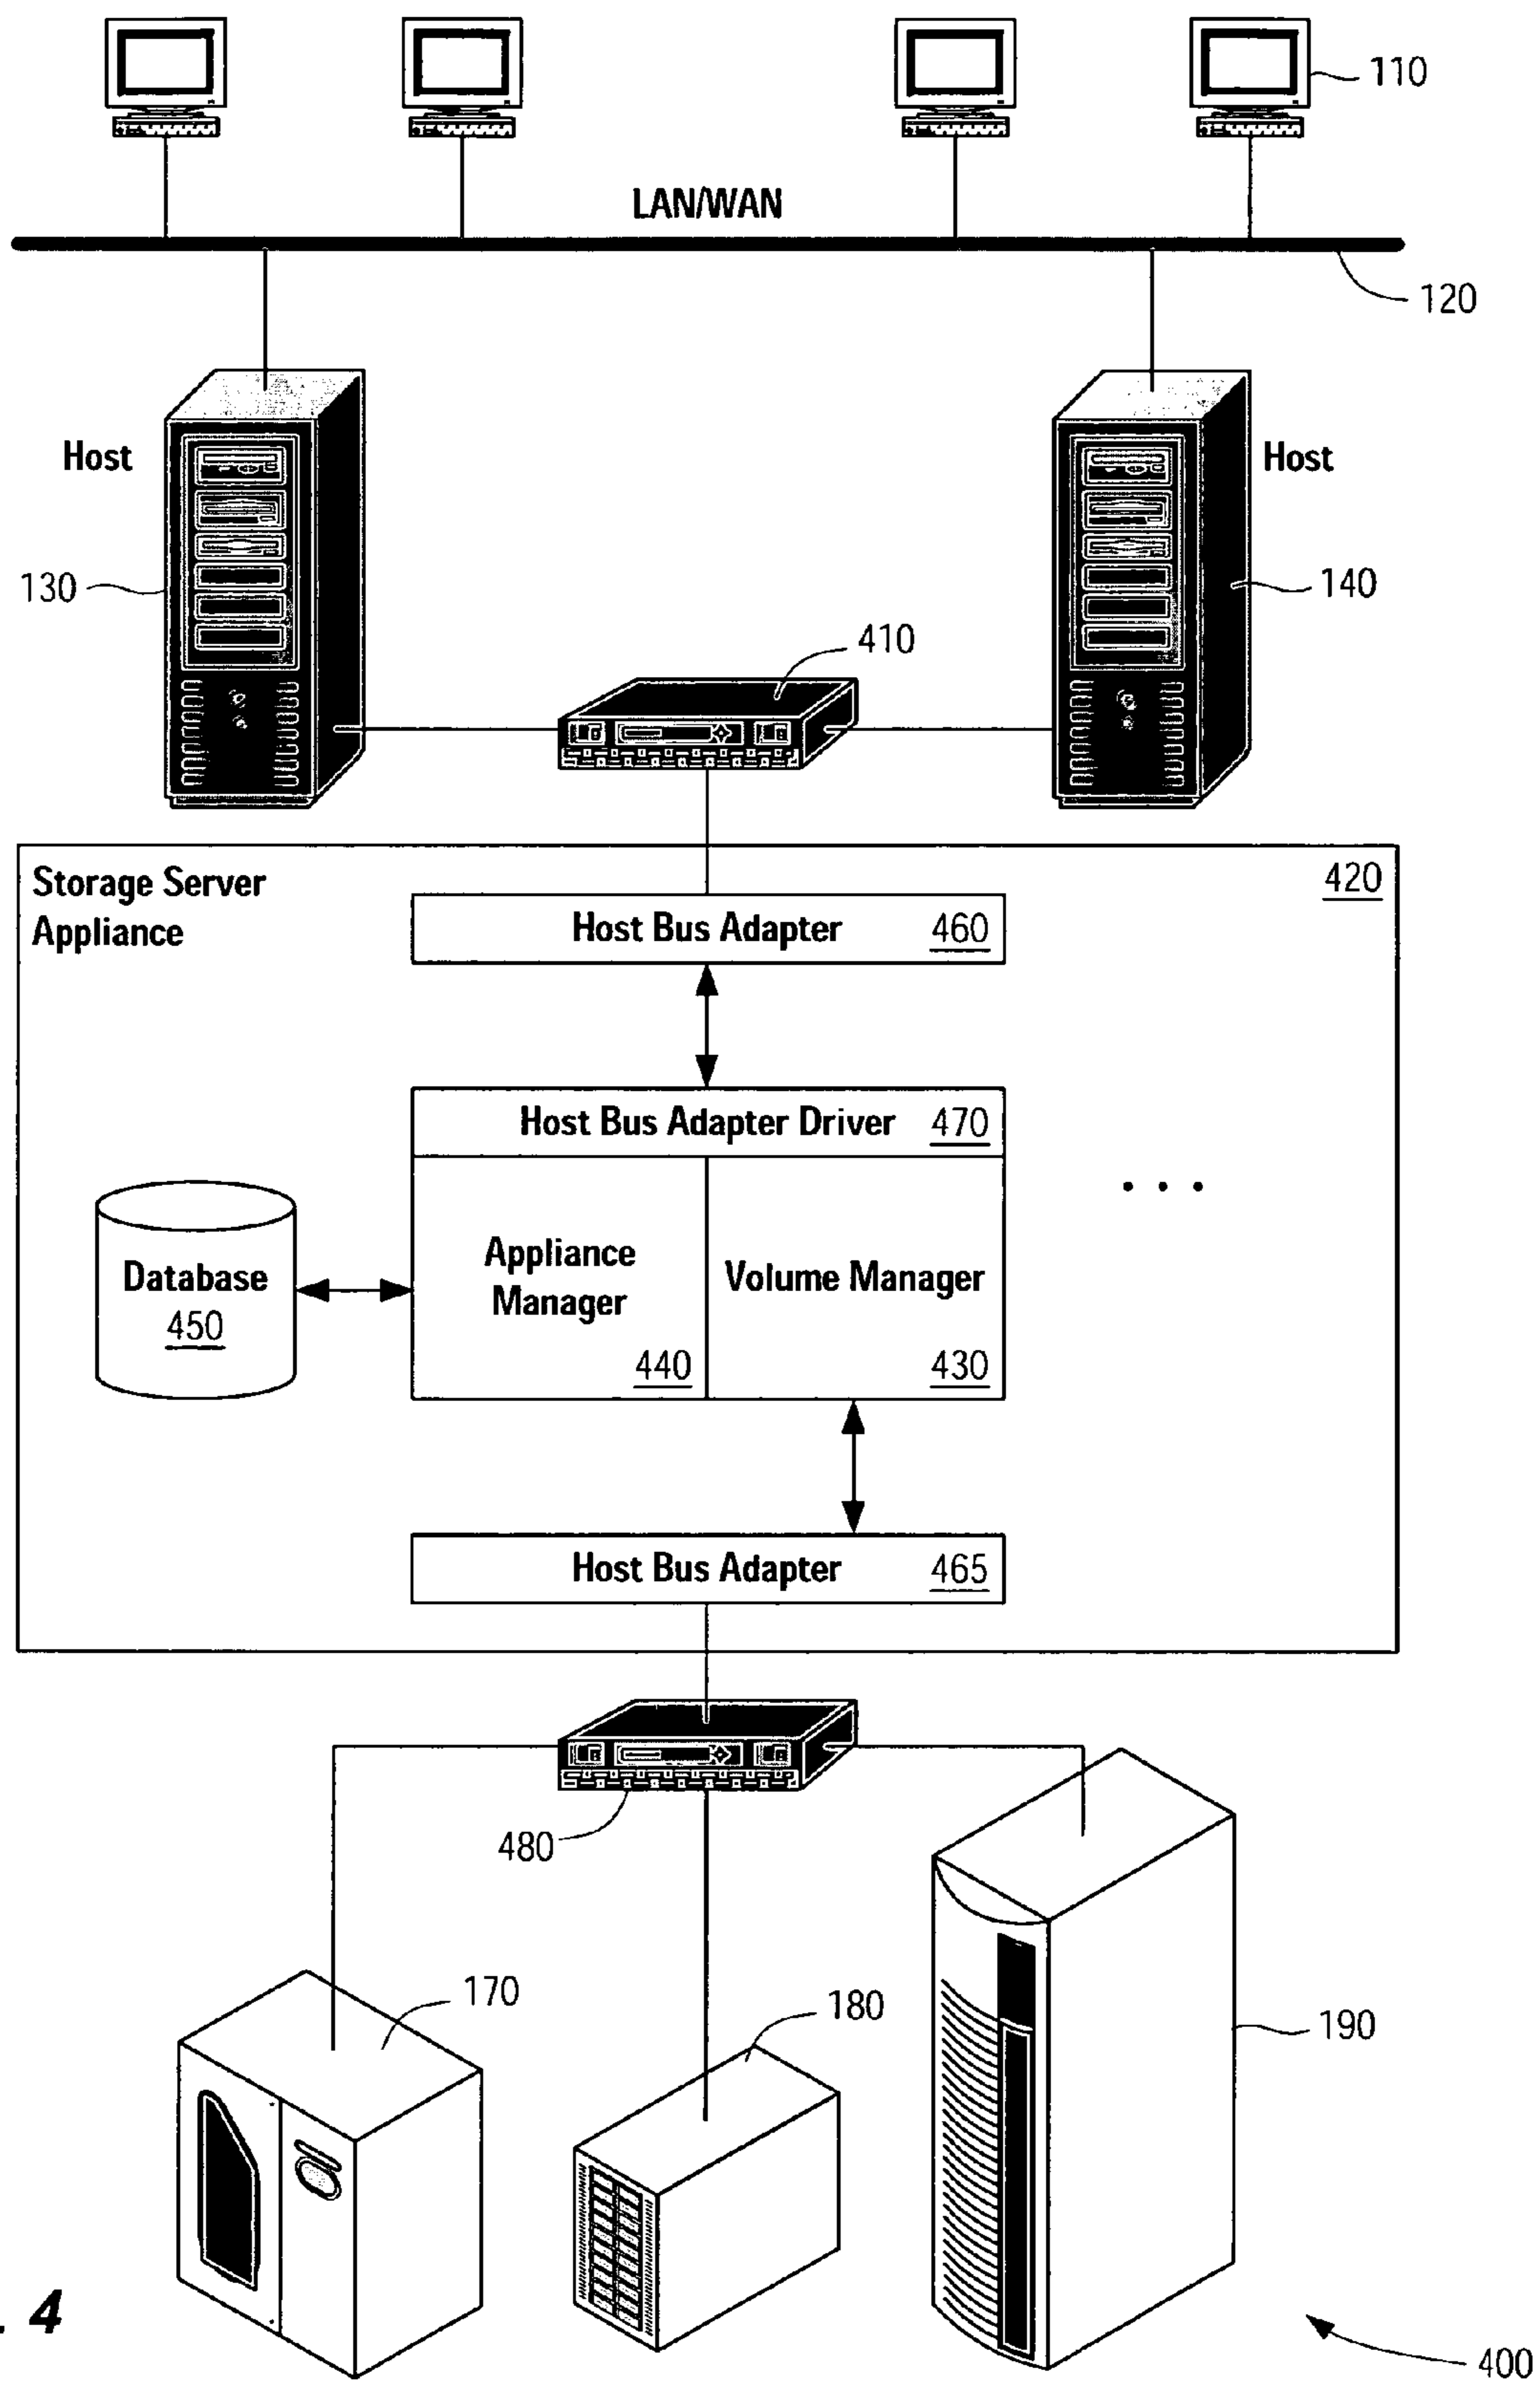 110
LAN/WAN
120
Host
Host
130
140
410
Storage Server
Appliance
420
Host Bus Adapter 460
Host Bus Adapter Driver 470
. . .
Database
450
Appliance
Manager
440
Volume Manager
430
Host Bus Adapter 465
480
170
180
190
. 4
400